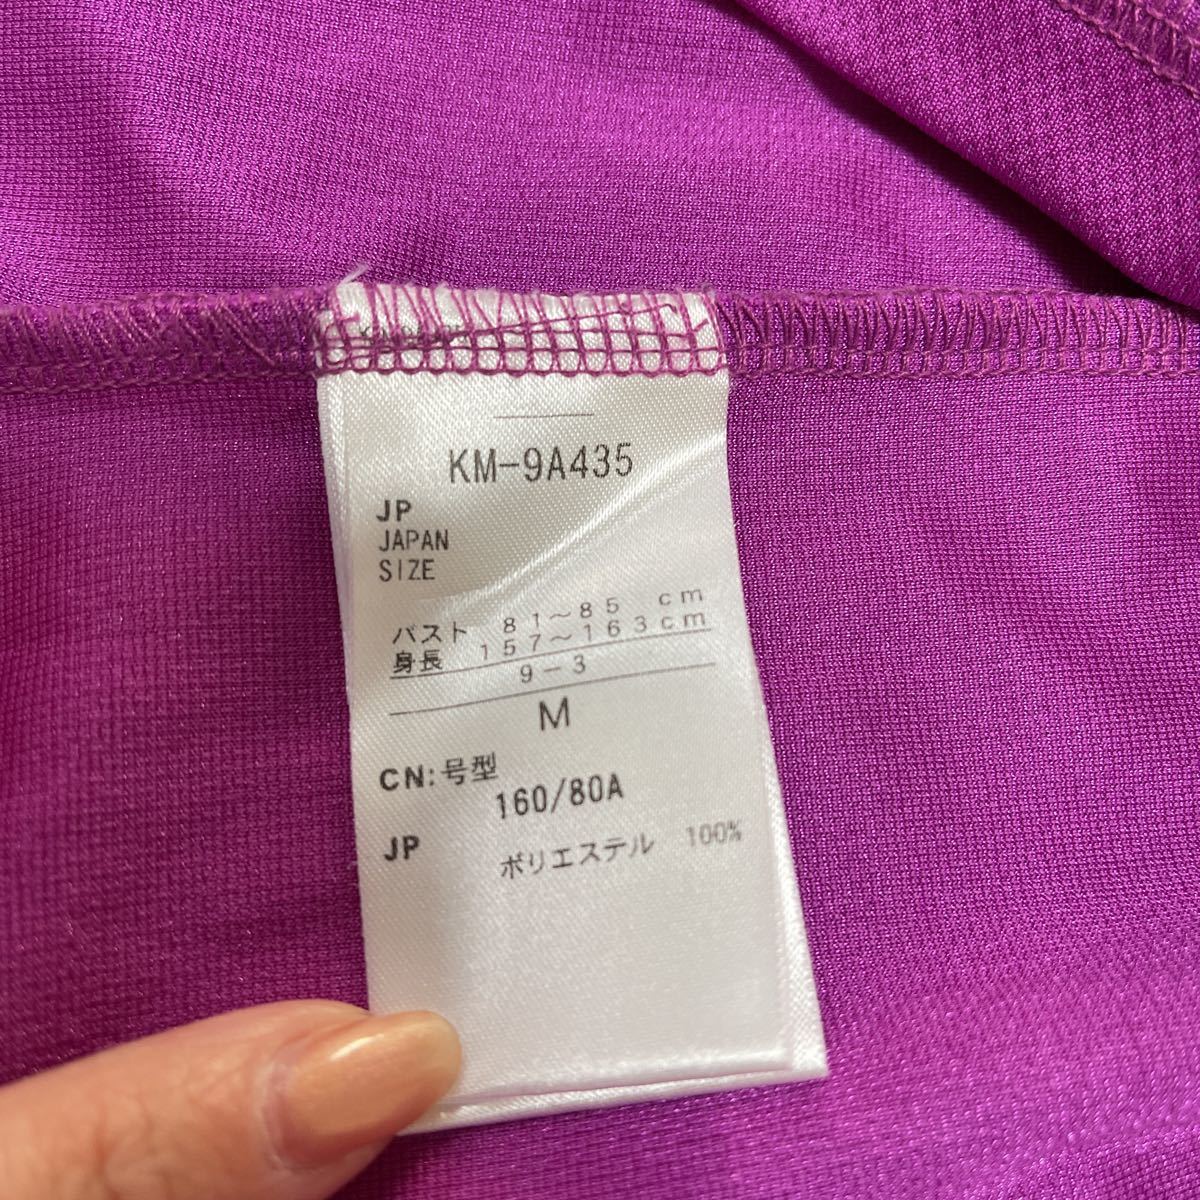 KM-9A435
JP
JAPAN
SIZE
バスト 81～85 cm
身長 157～163cm
9-3
M
CN:号型
160/80A
JP ポリエステル 100%